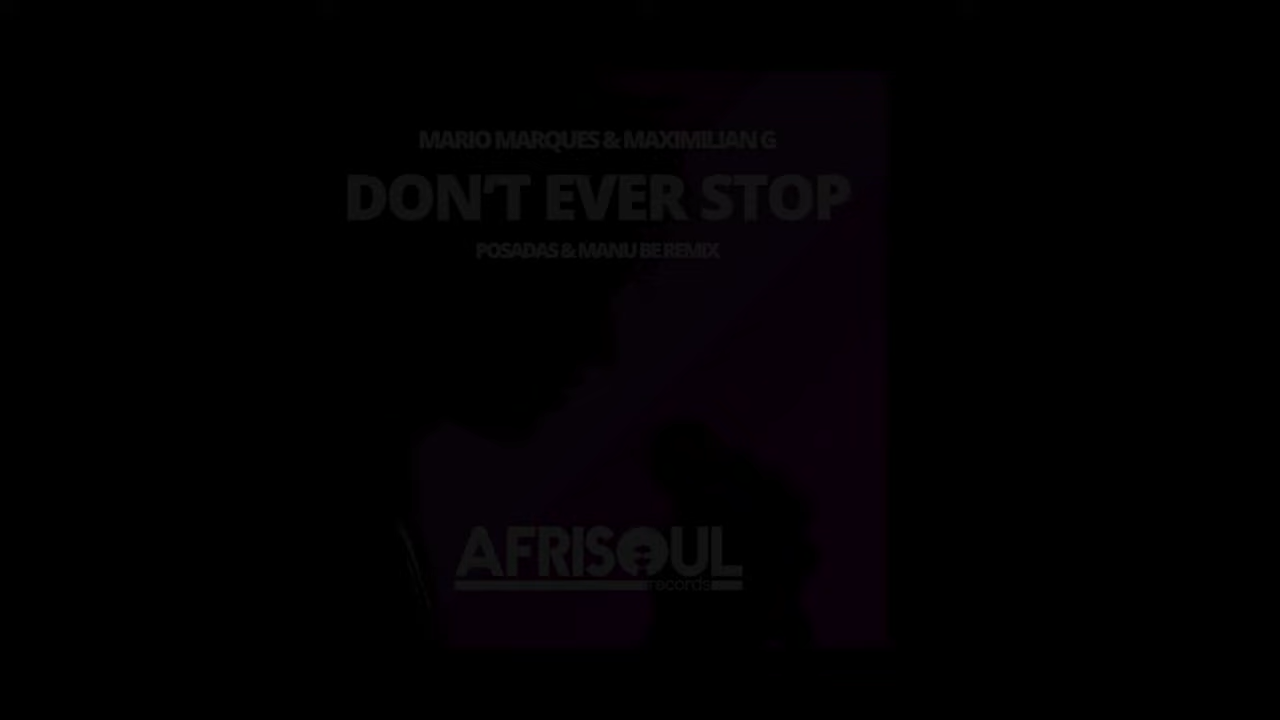 MARIO MARQUES & MAXIMILIAN G
DON'T EVER STOP
POSADAS & MANU BE REMIX
AFRISOUL
records